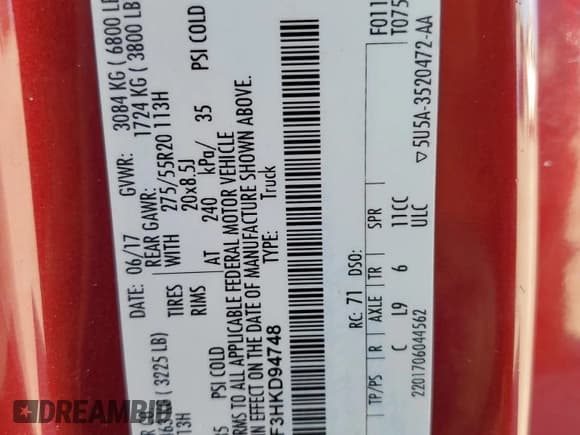 DATE: 06/17 GVWR: 3084 KG ( 6800 LB
REAR GAWR: 1724 KG ( 3800 LB
3225 LB) WITH 275/55R20 113H
TIRES
113H RIMS 20x8.5J
PSI COLD AT 240 kPa/ 35 PSI COLD
RMS TO ALL APPLICABLE FEDERAL MOTOR VEHICLE
IN EFFECT ON THE DATE OF MANUFACTURE SHOWN ABOVE.
F3HKD94748 TYPE: Truck
F011
T075
RC: 71 DSO:
TP/PS R AXLE TR SPR
C L9 6 11CC
ULC
2201706044562 ▽5U5A-3520472-AA
DREAMBID